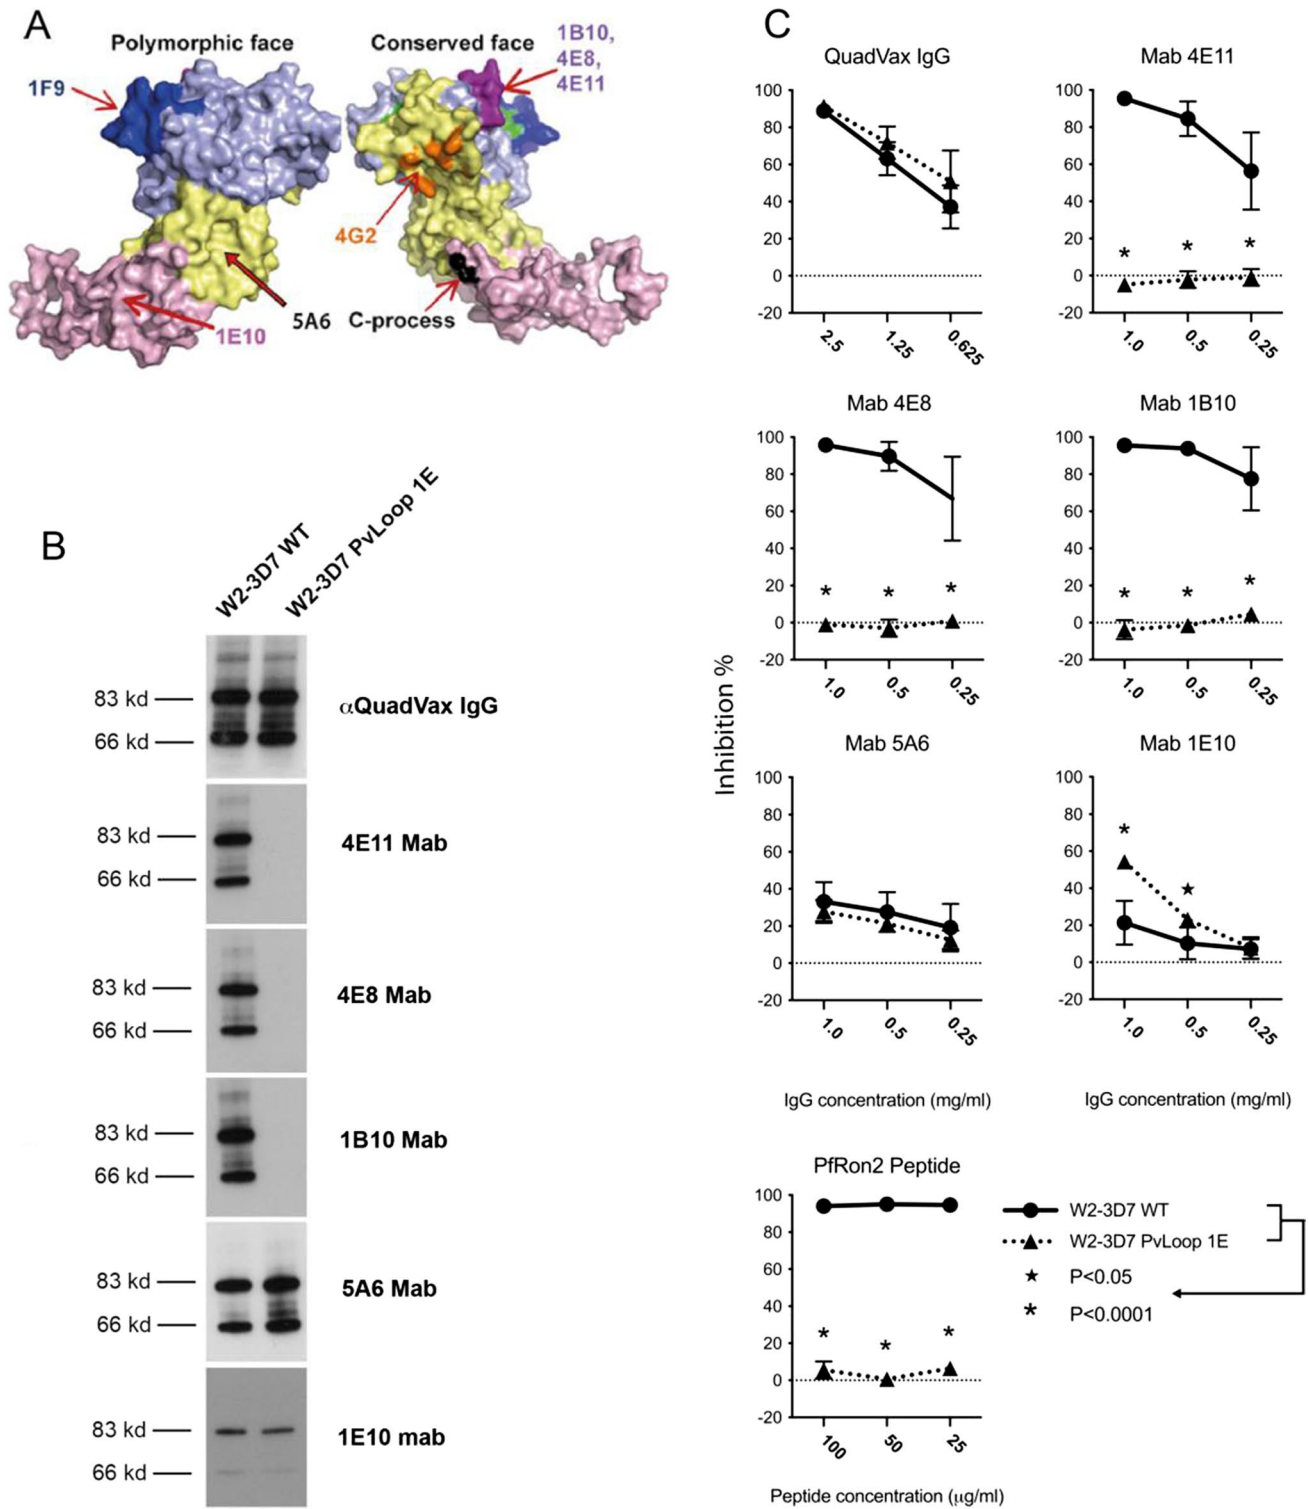 A
Polymorphic face
Conserved face
1B10,
4E8,
4E11
1F9
4G2
5A6
C-process
1E10
B
W2-3D7 WT
W2-3D7 PvLoop 1E
83 kd
66 kd
αQuadVax IgG
83 kd
66 kd
4E11 Mab
83 kd
66 kd
4E8 Mab
83 kd
66 kd
1B10 Mab
83 kd
66 kd
5A6 Mab
83 kd
66 kd
1E10 mab
C
Inhibition %
QuadVax IgG
100
80
60
40
20
0
-20
2.5
1.25
0.625
Mab 4E11
100
80
60
40
20
0
-20
* * *
1.0
0.5
0.25
Mab 4E8
100
80
60
40
20
0
-20
* * *
1.0
0.5
0.25
Mab 1B10
100
80
60
40
20
0
-20
* * *
1.0
0.5
0.25
Mab 5A6
100
80
60
40
20
0
-20
1.0
0.5
0.25
IgG concentration (mg/ml)
Mab 1E10
100
80
60
40
20
0
-20
* ★
1.0
0.5
0.25
IgG concentration (mg/ml)
PfRon2 Peptide
100
80
60
40
20
0
-20
* * *
100
50
25
Peptide concentration (µg/ml)
W2-3D7 WT
W2-3D7 PvLoop 1E
★ P<0.05
* P<0.0001